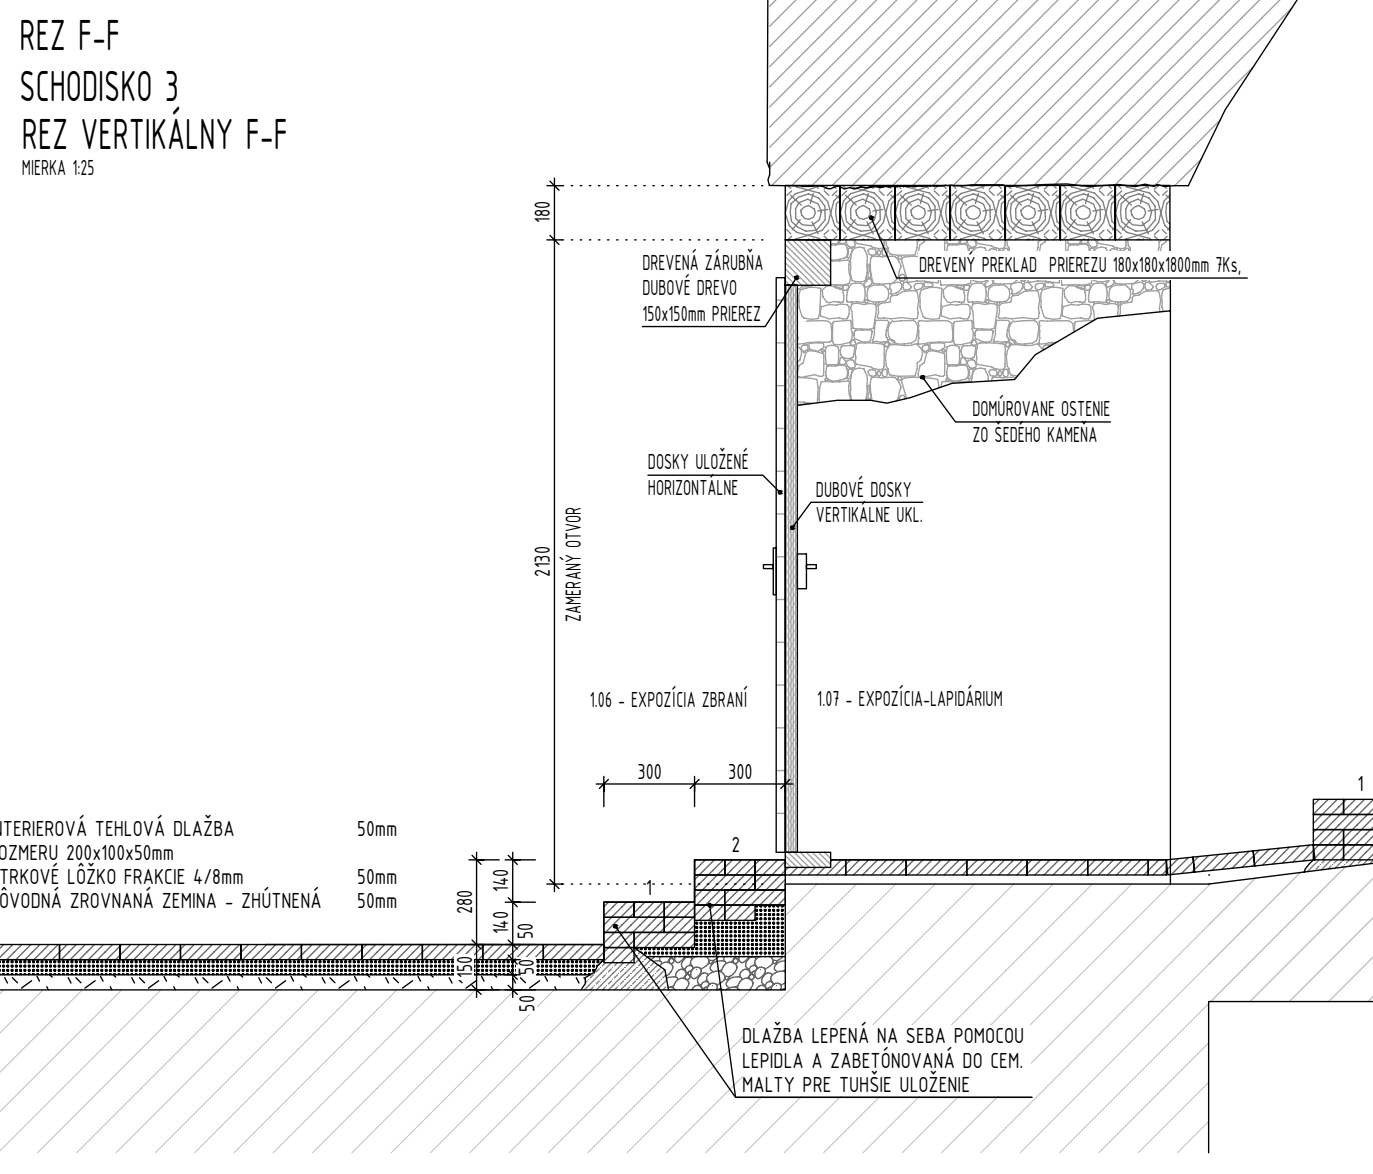 REZ F-F
SCHODISKO 3
REZ VERTIKÁLNY F-F
MIERKA 1:25
180
DREVENÁ ZÁRUBŇA
DUBOVÉ DREVO
150x150mm PRIEREZ
DREVENÝ PREKLAD PRIEREZU 180x180x1800mm 7Ks,
DOMÚROVANE OSTENIE
ZO ŠEDÉHO KAMEŇA
DOSKY ULOŽENÉ
HORIZONTÁLNE
DUBOVÉ DOSKY
VERTIKÁLNE UKL.
2130
ZAMERANÝ OTVOR
1.06 - EXPOZÍCIA ZBRANÍ
1.07 - EXPOZÍCIA-LAPIDÁRIUM
300
300
1
NTERIEROVÁ TEHLOVÁ DLAŽBA 50mm
OZMERU 200x100x50mm
TRKOVÉ LÔŽKO FRAKCIE 4/8mm 50mm
ÔVODNÁ ZROVNANÁ ZEMINA - ZHÚTNENÁ 50mm
2
1
280
140
140
50
150
50
50
DLAŽBA LEPENÁ NA SEBA POMOCOU
LEPIDLA A ZABETÓNOVANÁ DO CEM.
MALTY PRE TUHŠIE ULOŽENIE